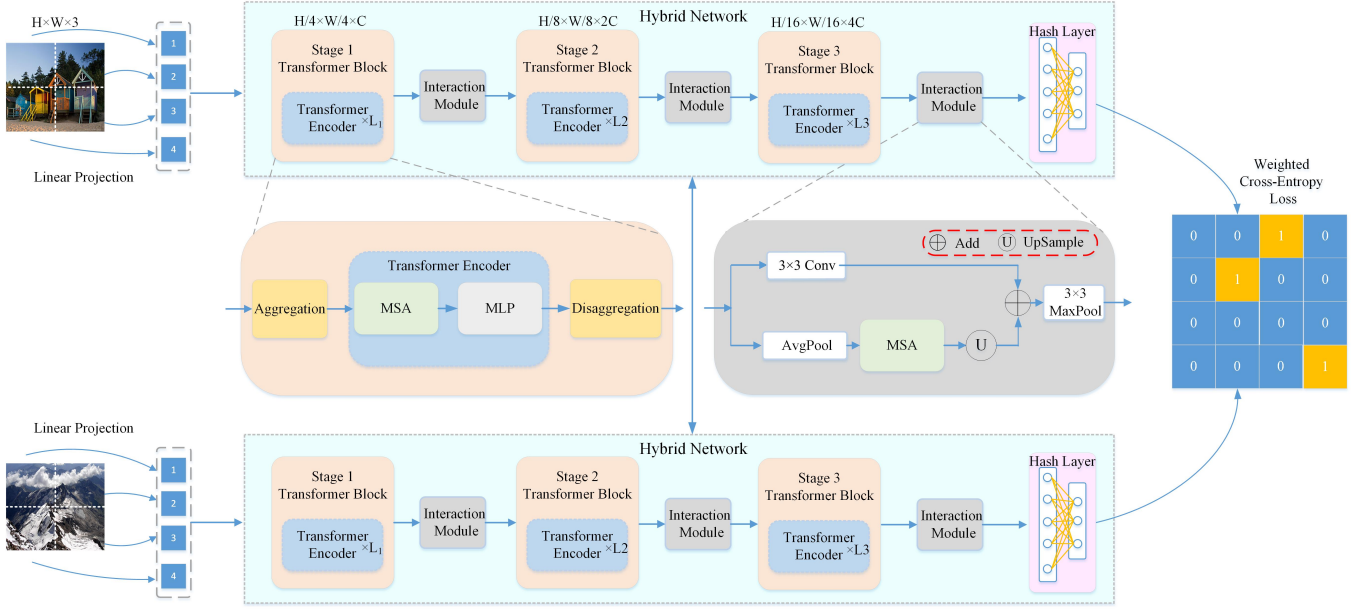 H×W×3
H/4×W/4×C
H/8×W/8×2C
Hybrid Network
H/16×W/16×4C
1
2
3
4
Linear Projection
Stage 1
Transformer Block
Transformer
Encoder ×L1
Interaction
Module
Stage 2
Transformer Block
Transformer
Encoder ×L2
Interaction
Module
Stage 3
Transformer Block
Transformer
Encoder ×L3
Interaction
Module
Hash Layer
Aggregation
Transformer Encoder
MSA
MLP
Disaggregation
Add
U
UpSample
3×3 Conv
AvgPool
MSA
U
3×3
MaxPool
Weighted
Cross-Entropy
Loss
0 0 1 0
0 1 0 0
0 0 0 0
0 0 0 1
Linear Projection
1
2
3
4
Hybrid Network
Stage 1
Transformer Block
Transformer
Encoder ×L1
Interaction
Module
Stage 2
Transformer Block
Transformer
Encoder ×L2
Interaction
Module
Stage 3
Transformer Block
Transformer
Encoder ×L3
Interaction
Module
Hash Layer